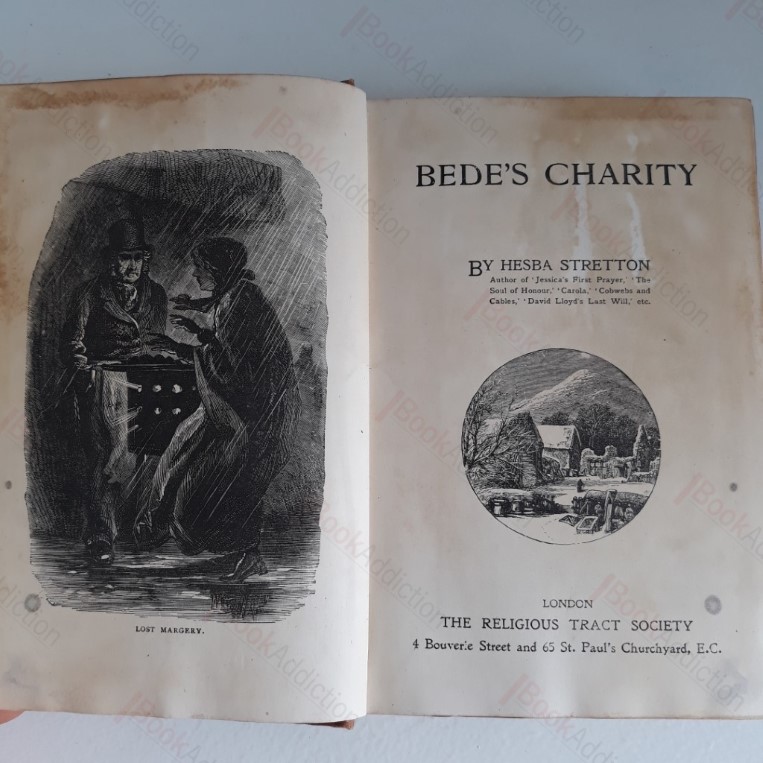 LOST MARGERY.
BEDE'S CHARITY
BY HESBA STRETTON
Author of 'Jessica's First Prayer,' 'The
Soul of Honour,' 'Carola,' 'Cobwebs and
Cables,' 'David Lloyd's Last Will,' etc.
LONDON
THE RELIGIOUS TRACT SOCIETY
4 Bouverie Street and 65 St. Paul's Churchyard, E.C.
BookAddiction